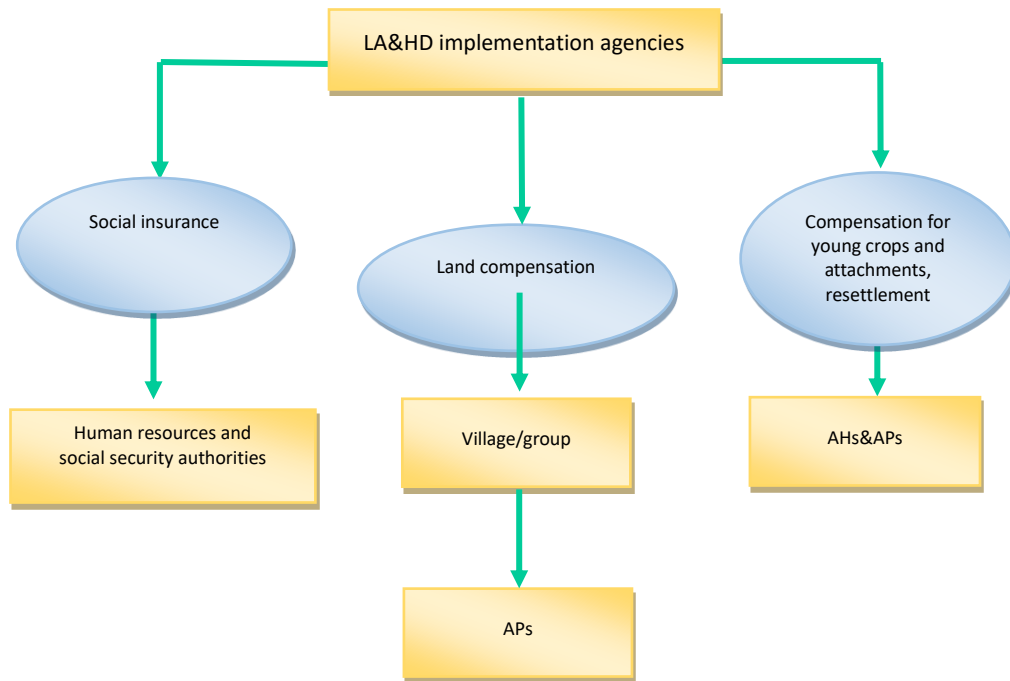 LA&HD implementation agencies
Social insurance
Land compensation
Compensation for
young crops and
attachments,
resettlement
Human resources and
social security authorities
Village/group
AHs&APs
APs